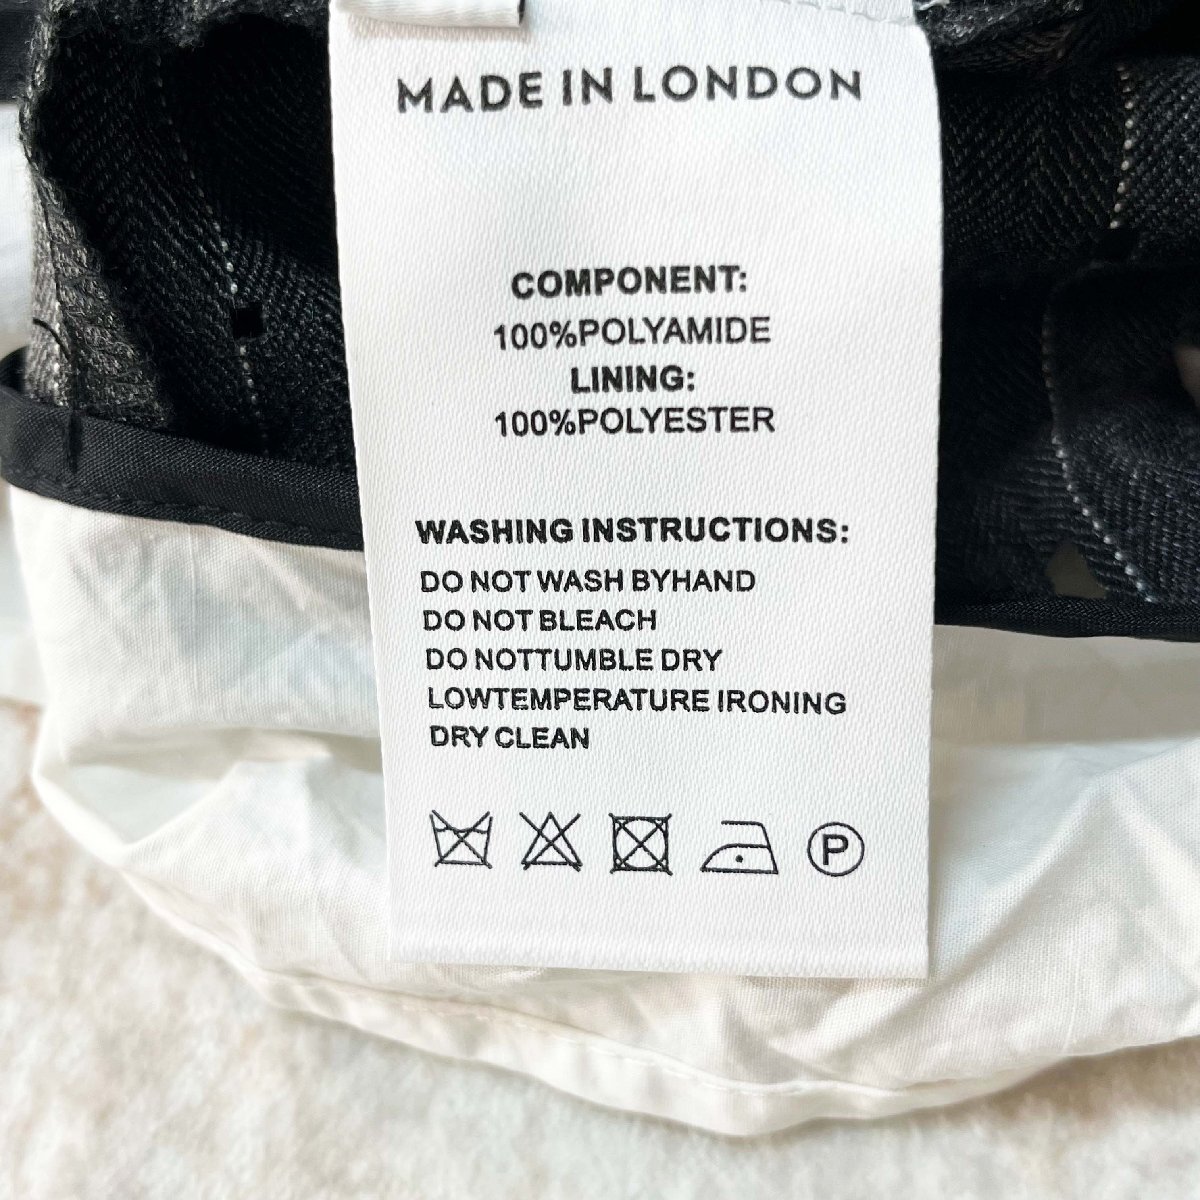 MADE IN LONDON
COMPONENT:
100%POLYAMIDE
LINING:
100%POLYESTER
WASHING INSTRUCTIONS:
DO NOT WASH BYHAND
DO NOT BLEACH
DO NOTTUMBLE DRY
LOWTEMPERATURE IRONING
DRY CLEAN
P